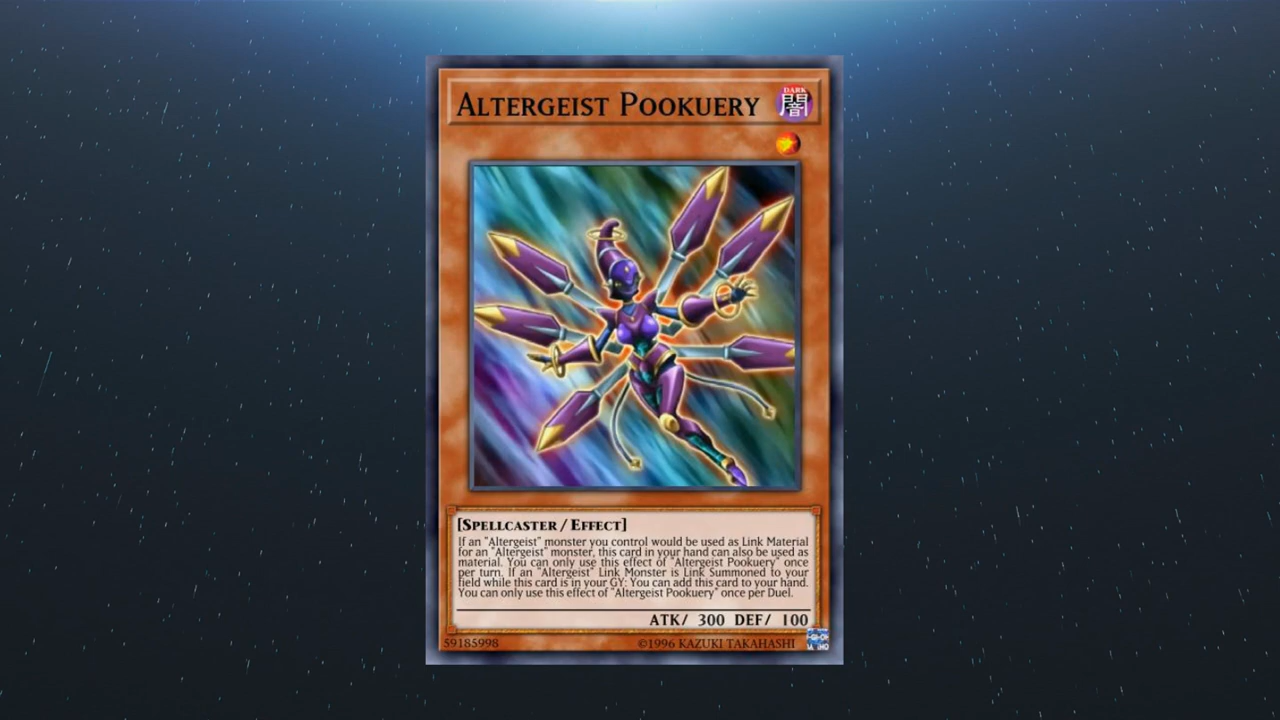 ALTERGEIST POOKUERY
DARK
闇
[SPELLCASTER / EFFECT]
If an "Altergeist" monster you control would be used as Link Material
for an "Altergeist" monster, this card in your hand can also be used as
material. You can only use this effect of "Altergeist Pookuery" once
per turn. If an "Altergeist" Link Monster is Link Summoned to your
field while this card is in your GY: You can add this card to your hand.
You can only use this effect of "Altergeist Pookuery" once per Duel.
ATK/ 300 DEF/ 100
59185998
©1996 KAZUKI TAKAHASHI